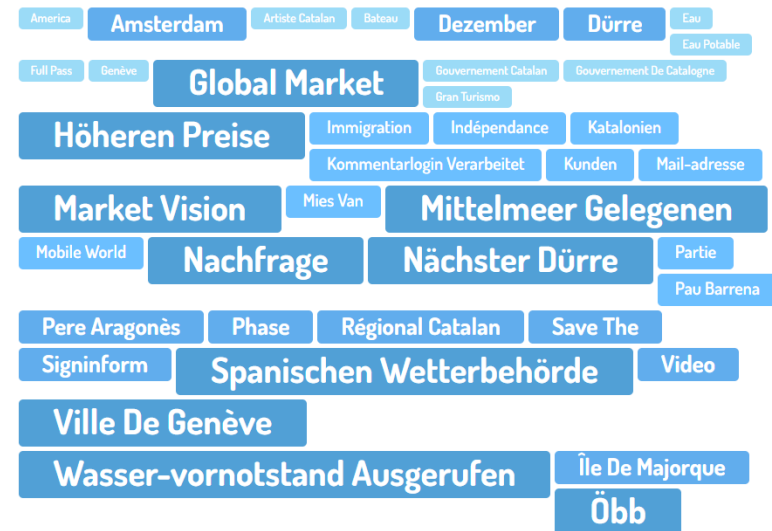 America Amsterdam Artiste Catalan Bateau Dezember Dürre Eau
Eau Potable
Full Pass Genève Global Market Gouvernement Catalan Gouvernement De Catalogne
Gran Turismo
Höheren Preise Immigration Indépendance Katalonien
Kommentarlogin Verarbeitet Kunden Mail-adresse
Market Vision Mies Van Mittelmeer Gelegenen
Mobile World Nachfrage Nächster Dürre Partie
Pau Barrena
Pere Aragonès Phase Régional Catalan Save The
Signinform Spanischen Wetterbehörde Video
Ville De Genève
Wasser-vornotstand Ausgerufen Île De Majorque
Öbb